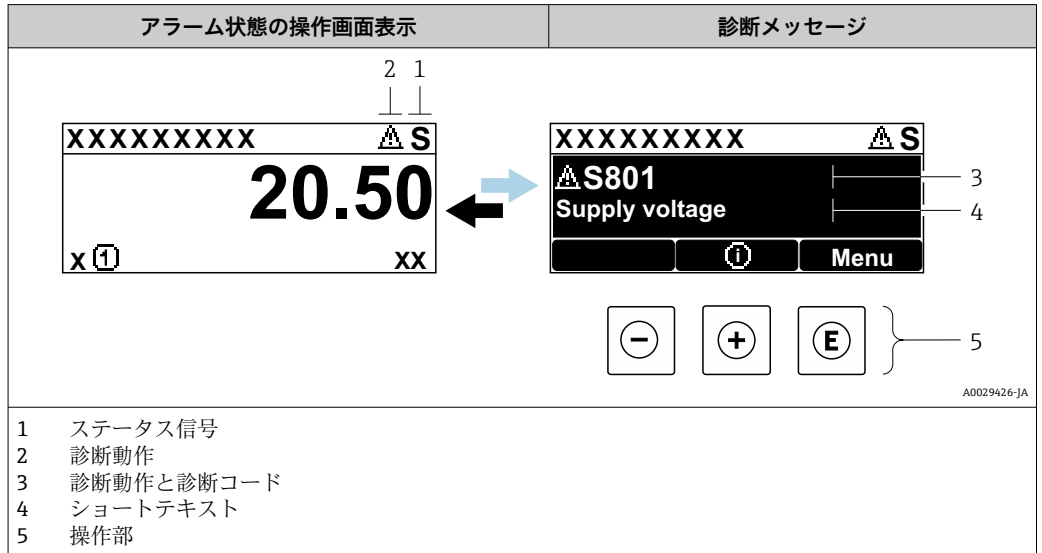 アラーム状態の操作画面表示
診断メッセージ
2 1
XXXXXXXXX ⚠ S
20.50
x 1
xx
XXXXXXXXX ⚠ S
⚠S801
Supply voltage
i Menu
3
4
- + E
5
A0029426-JA
1 ステータス信号
2 診断動作
3 診断動作と診断コード
4 ショートテキスト
5 操作部